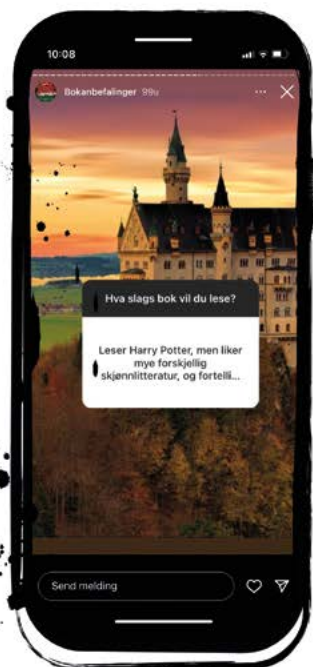 10:08
Bokanbefalinger 99u
Hva slags bok vil du lese?
Leser Harry Potter, men liker
mye forskjellig
skjønnlitteratur, og fortelli...
Send melding